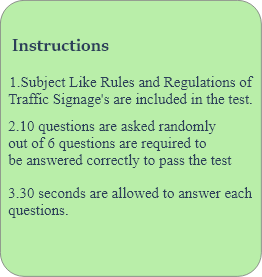 Instructions
1.Subject Like Rules and Regulations of
Traffic Signage's are included in the test.
2.10 questions are asked randomly
out of 6 questions are required to
be answered correctly to pass the test
3.30 seconds are allowed to answer each
questions.